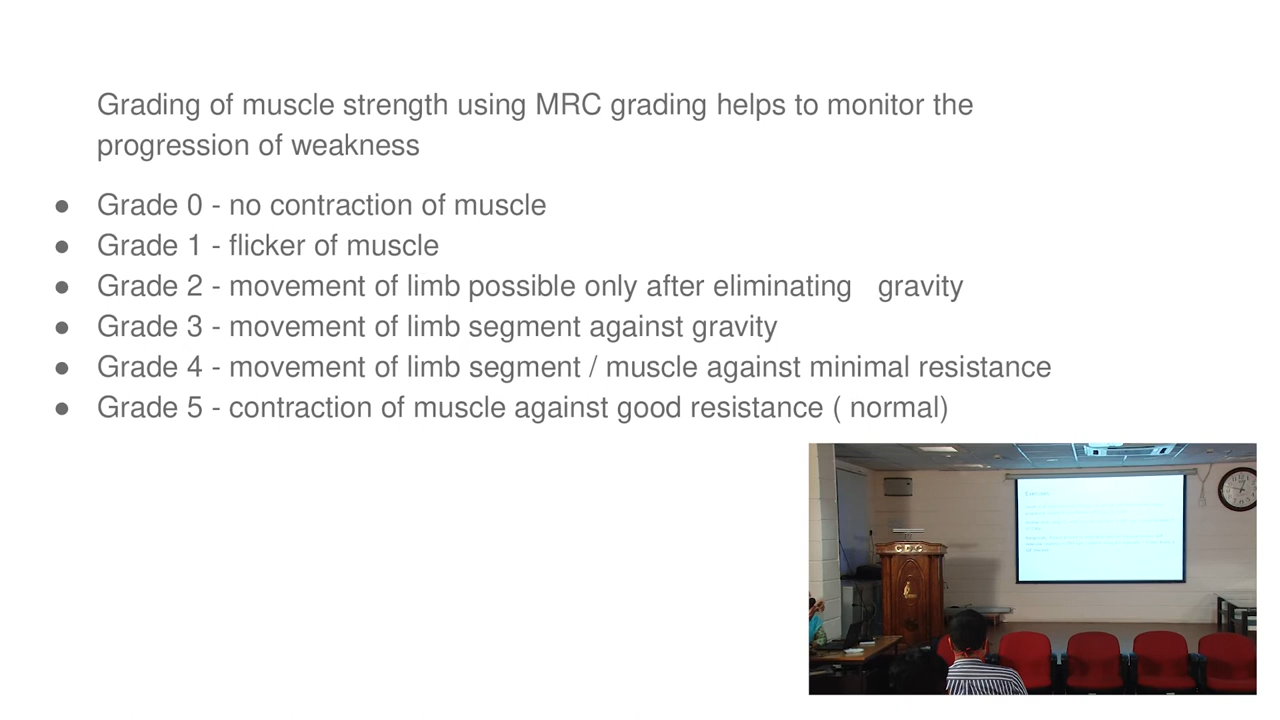 Grading of muscle strength using MRC grading helps to monitor the
progression of weakness
● Grade 0 - no contraction of muscle
● Grade 1 - flicker of muscle
● Grade 2 - movement of limb possible only after eliminating   gravity
● Grade 3 - movement of limb segment against gravity
● Grade 4 - movement of limb segment / muscle against minimal resistance
● Grade 5 - contraction of muscle against good resistance ( normal)